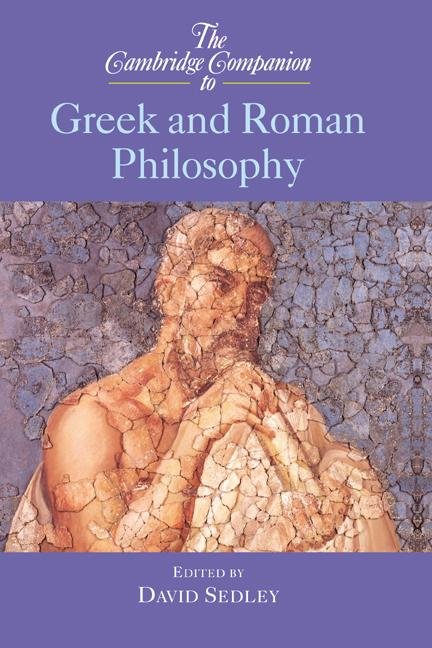 The
Cambridge Companion
to
Greek and Roman
Philosophy
EDITED BY
DAVID SEDLEY